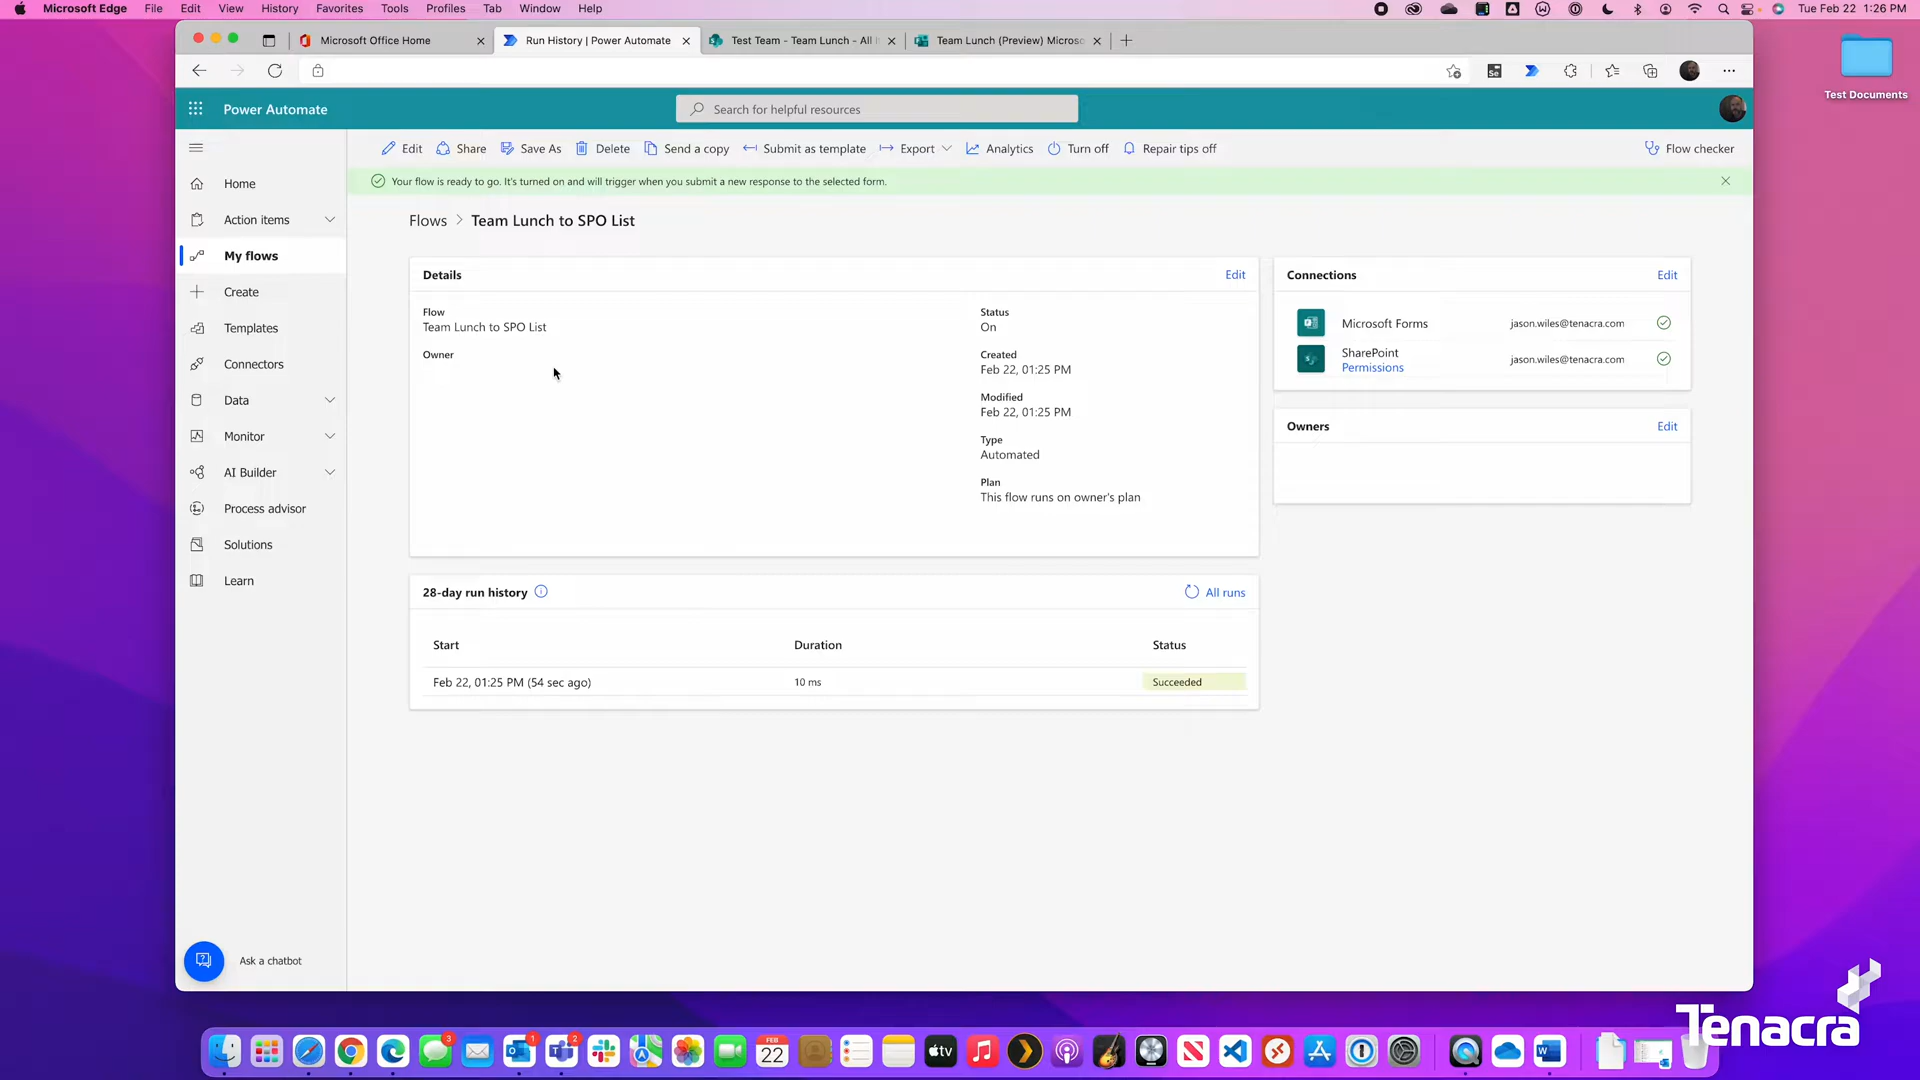 Microsoft Edge File Edit View History Favorites Tools Profiles Tab Window Help Tue Feb 22 1:26 PM
Microsoft Office Home
Run History | Power Automate
Test Team - Team Lunch - All
Team Lunch (Preview) Micros
Test Documents
Power Automate
Search for helpful resources
Edit Share Save As Delete Send a copy Submit as template Export Analytics Turn off Repair tips off Flow checker
Your flow is ready to go. It's turned on and will trigger when you submit a new response to the selected form.
Home
Action items
My flows
Create
Templates
Connectors
Data
Monitor
AI Builder
Process advisor
Solutions
Learn
Ask a chatbot
Flows > Team Lunch to SPO List
Details Edit
Flow
Team Lunch to SPO List
Owner
Status
On
Created
Feb 22, 01:25 PM
Modified
Feb 22, 01:25 PM
Type
Automated
Plan
This flow runs on owner's plan
Connections Edit
Microsoft Forms jason.wiles@tenacra.com
SharePoint jason.wiles@tenacra.com
Permissions
Owners Edit
28-day run history All runs
Start Duration Status
Feb 22, 01:25 PM (54 sec ago) 10 ms Succeeded
3
1
2
FEB
22
tv
Tenacra